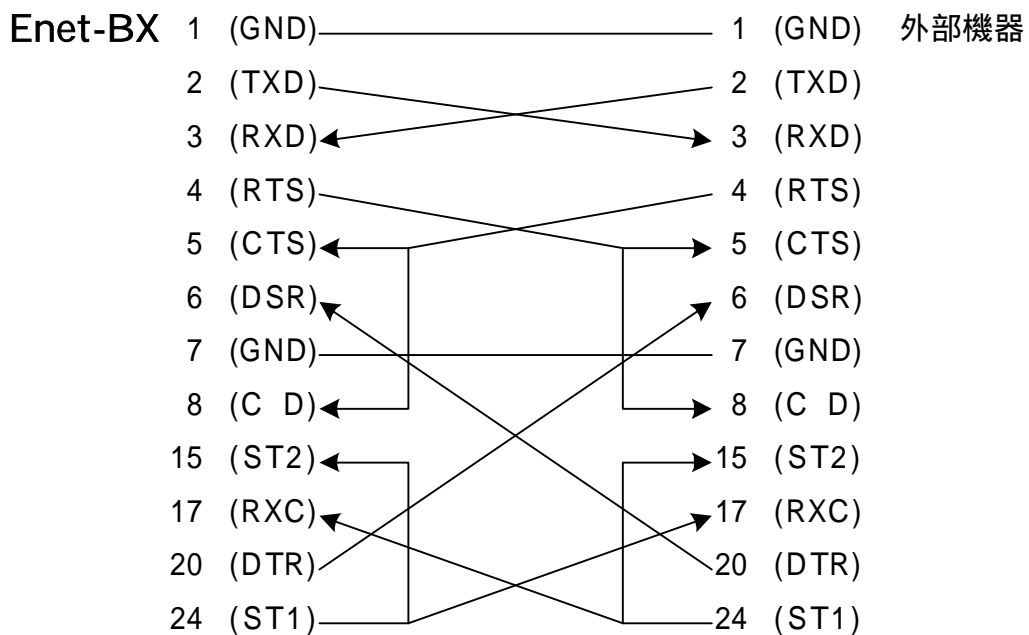 Enet-BX 1 (GND) 1 (GND) 外部機器
2 (TXD) 2 (TXD)
3 (RXD) 3 (RXD)
4 (RTS) 4 (RTS)
5 (CTS) 5 (CTS)
6 (DSR) 6 (DSR)
7 (GND) 7 (GND)
8 (C D) 8 (C D)
15 (ST2) 15 (ST2)
17 (RXC) 17 (RXC)
20 (DTR) 20 (DTR)
24 (ST1) 24 (ST1)